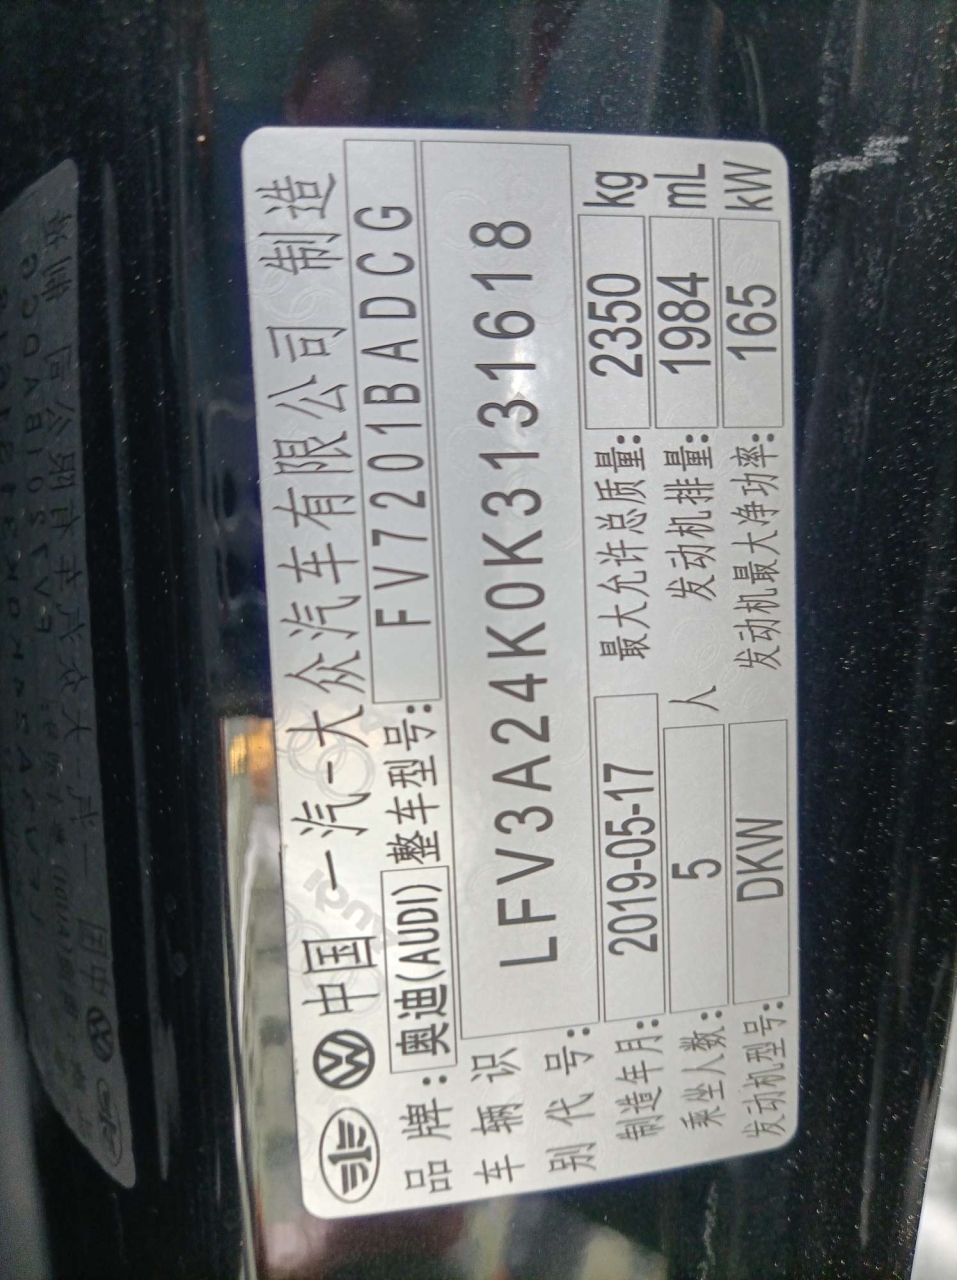 中国一汽-大众汽车有限公司 制造
品牌: 奥迪(AUDI) 整车型号: FV7201BADCG
车辆识别代号: LFV3A24K0K3131618
制造年月: 2019-05-17 最大允许总质量: 2350 kg
乘坐人数: 5 人 发动机排量: 1984 mL
发动机型号: DKW 发动机最大净功率: 165 kW
Audi